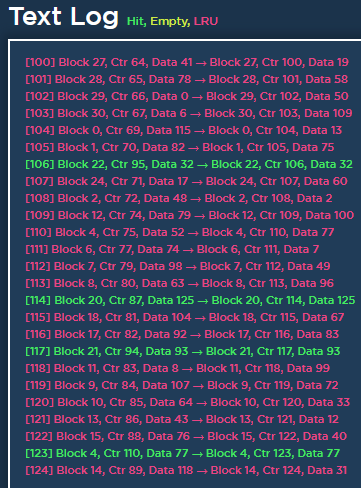 Text Log Hit, Empty, LRU
[100] Block 27, Ctr 64, Data 41 → Block 27, Ctr 100, Data 19
[101] Block 28, Ctr 65, Data 78 → Block 28, Ctr 101, Data 58
[102] Block 29, Ctr 66, Data 0 → Block 29, Ctr 102, Data 50
[103] Block 30, Ctr 67, Data 6 → Block 30, Ctr 103, Data 109
[104] Block 0, Ctr 69, Data 115 → Block 0, Ctr 104, Data 13
[105] Block 1, Ctr 70, Data 82 → Block 1, Ctr 105, Data 75
[106] Block 22, Ctr 95, Data 32 → Block 22, Ctr 106, Data 32
[107] Block 24, Ctr 71, Data 17 → Block 24, Ctr 107, Data 60
[108] Block 2, Ctr 72, Data 48 → Block 2, Ctr 108, Data 2
[109] Block 12, Ctr 74, Data 79 → Block 12, Ctr 109, Data 100
[110] Block 4, Ctr 75, Data 52 → Block 4, Ctr 110, Data 77
[111] Block 6, Ctr 77, Data 74 → Block 6, Ctr 111, Data 7
[112] Block 7, Ctr 79, Data 98 → Block 7, Ctr 112, Data 49
[113] Block 8, Ctr 80, Data 63 → Block 8, Ctr 113, Data 96
[114] Block 20, Ctr 87, Data 125 → Block 20, Ctr 114, Data 125
[115] Block 18, Ctr 81, Data 104 → Block 18, Ctr 115, Data 67
[116] Block 17, Ctr 82, Data 92 → Block 17, Ctr 116, Data 83
[117] Block 21, Ctr 94, Data 93 → Block 21, Ctr 117, Data 93
[118] Block 11, Ctr 83, Data 8 → Block 11, Ctr 118, Data 99
[119] Block 9, Ctr 84, Data 107 → Block 9, Ctr 119, Data 72
[120] Block 10, Ctr 85, Data 64 → Block 10, Ctr 120, Data 33
[121] Block 13, Ctr 86, Data 43 → Block 13, Ctr 121, Data 12
[122] Block 15, Ctr 88, Data 76 → Block 15, Ctr 122, Data 40
[123] Block 4, Ctr 110, Data 77 → Block 4, Ctr 123, Data 77
[124] Block 14, Ctr 89, Data 118 → Block 14, Ctr 124, Data 31